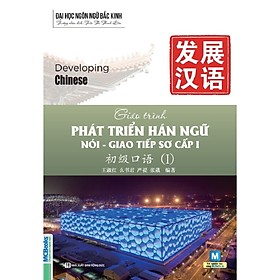 ĐẠI HỌC NGÔN NGỮ BẮC KINH
发展
汉语
Developing
Chinese
Giáo trình
PHÁT TRIỂN HÁN NGỮ
NÓI - GIAO TIẾP SƠ CẤP I
初级口语 (I)
MCBooks